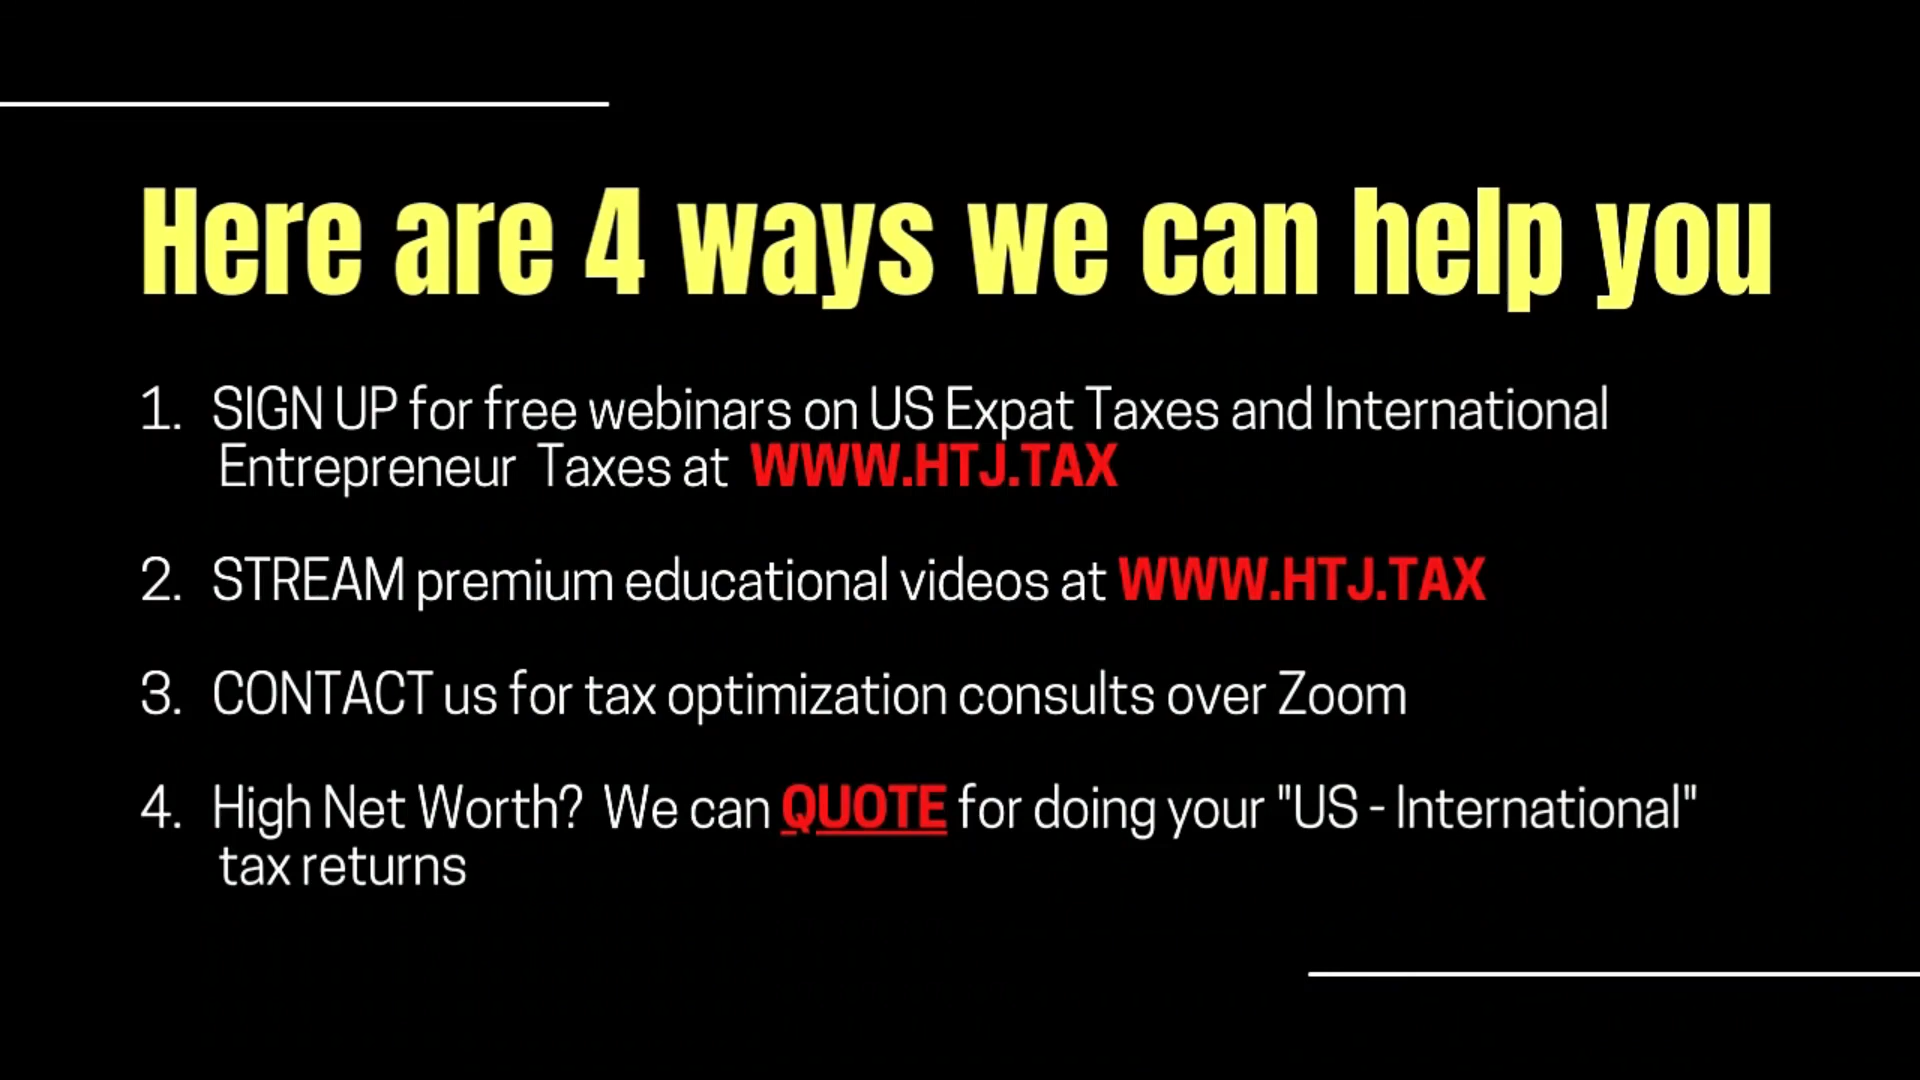 Here are 4 ways we can help you
1. SIGN UP for free webinars on US Expat Taxes and International
Entrepreneur Taxes at WWW.HTJ.TAX
2. STREAM premium educational videos at WWW.HTJ.TAX
3. CONTACT us for tax optimization consults over Zoom
4. High Net Worth? We can QUOTE for doing your "US - International"
tax returns